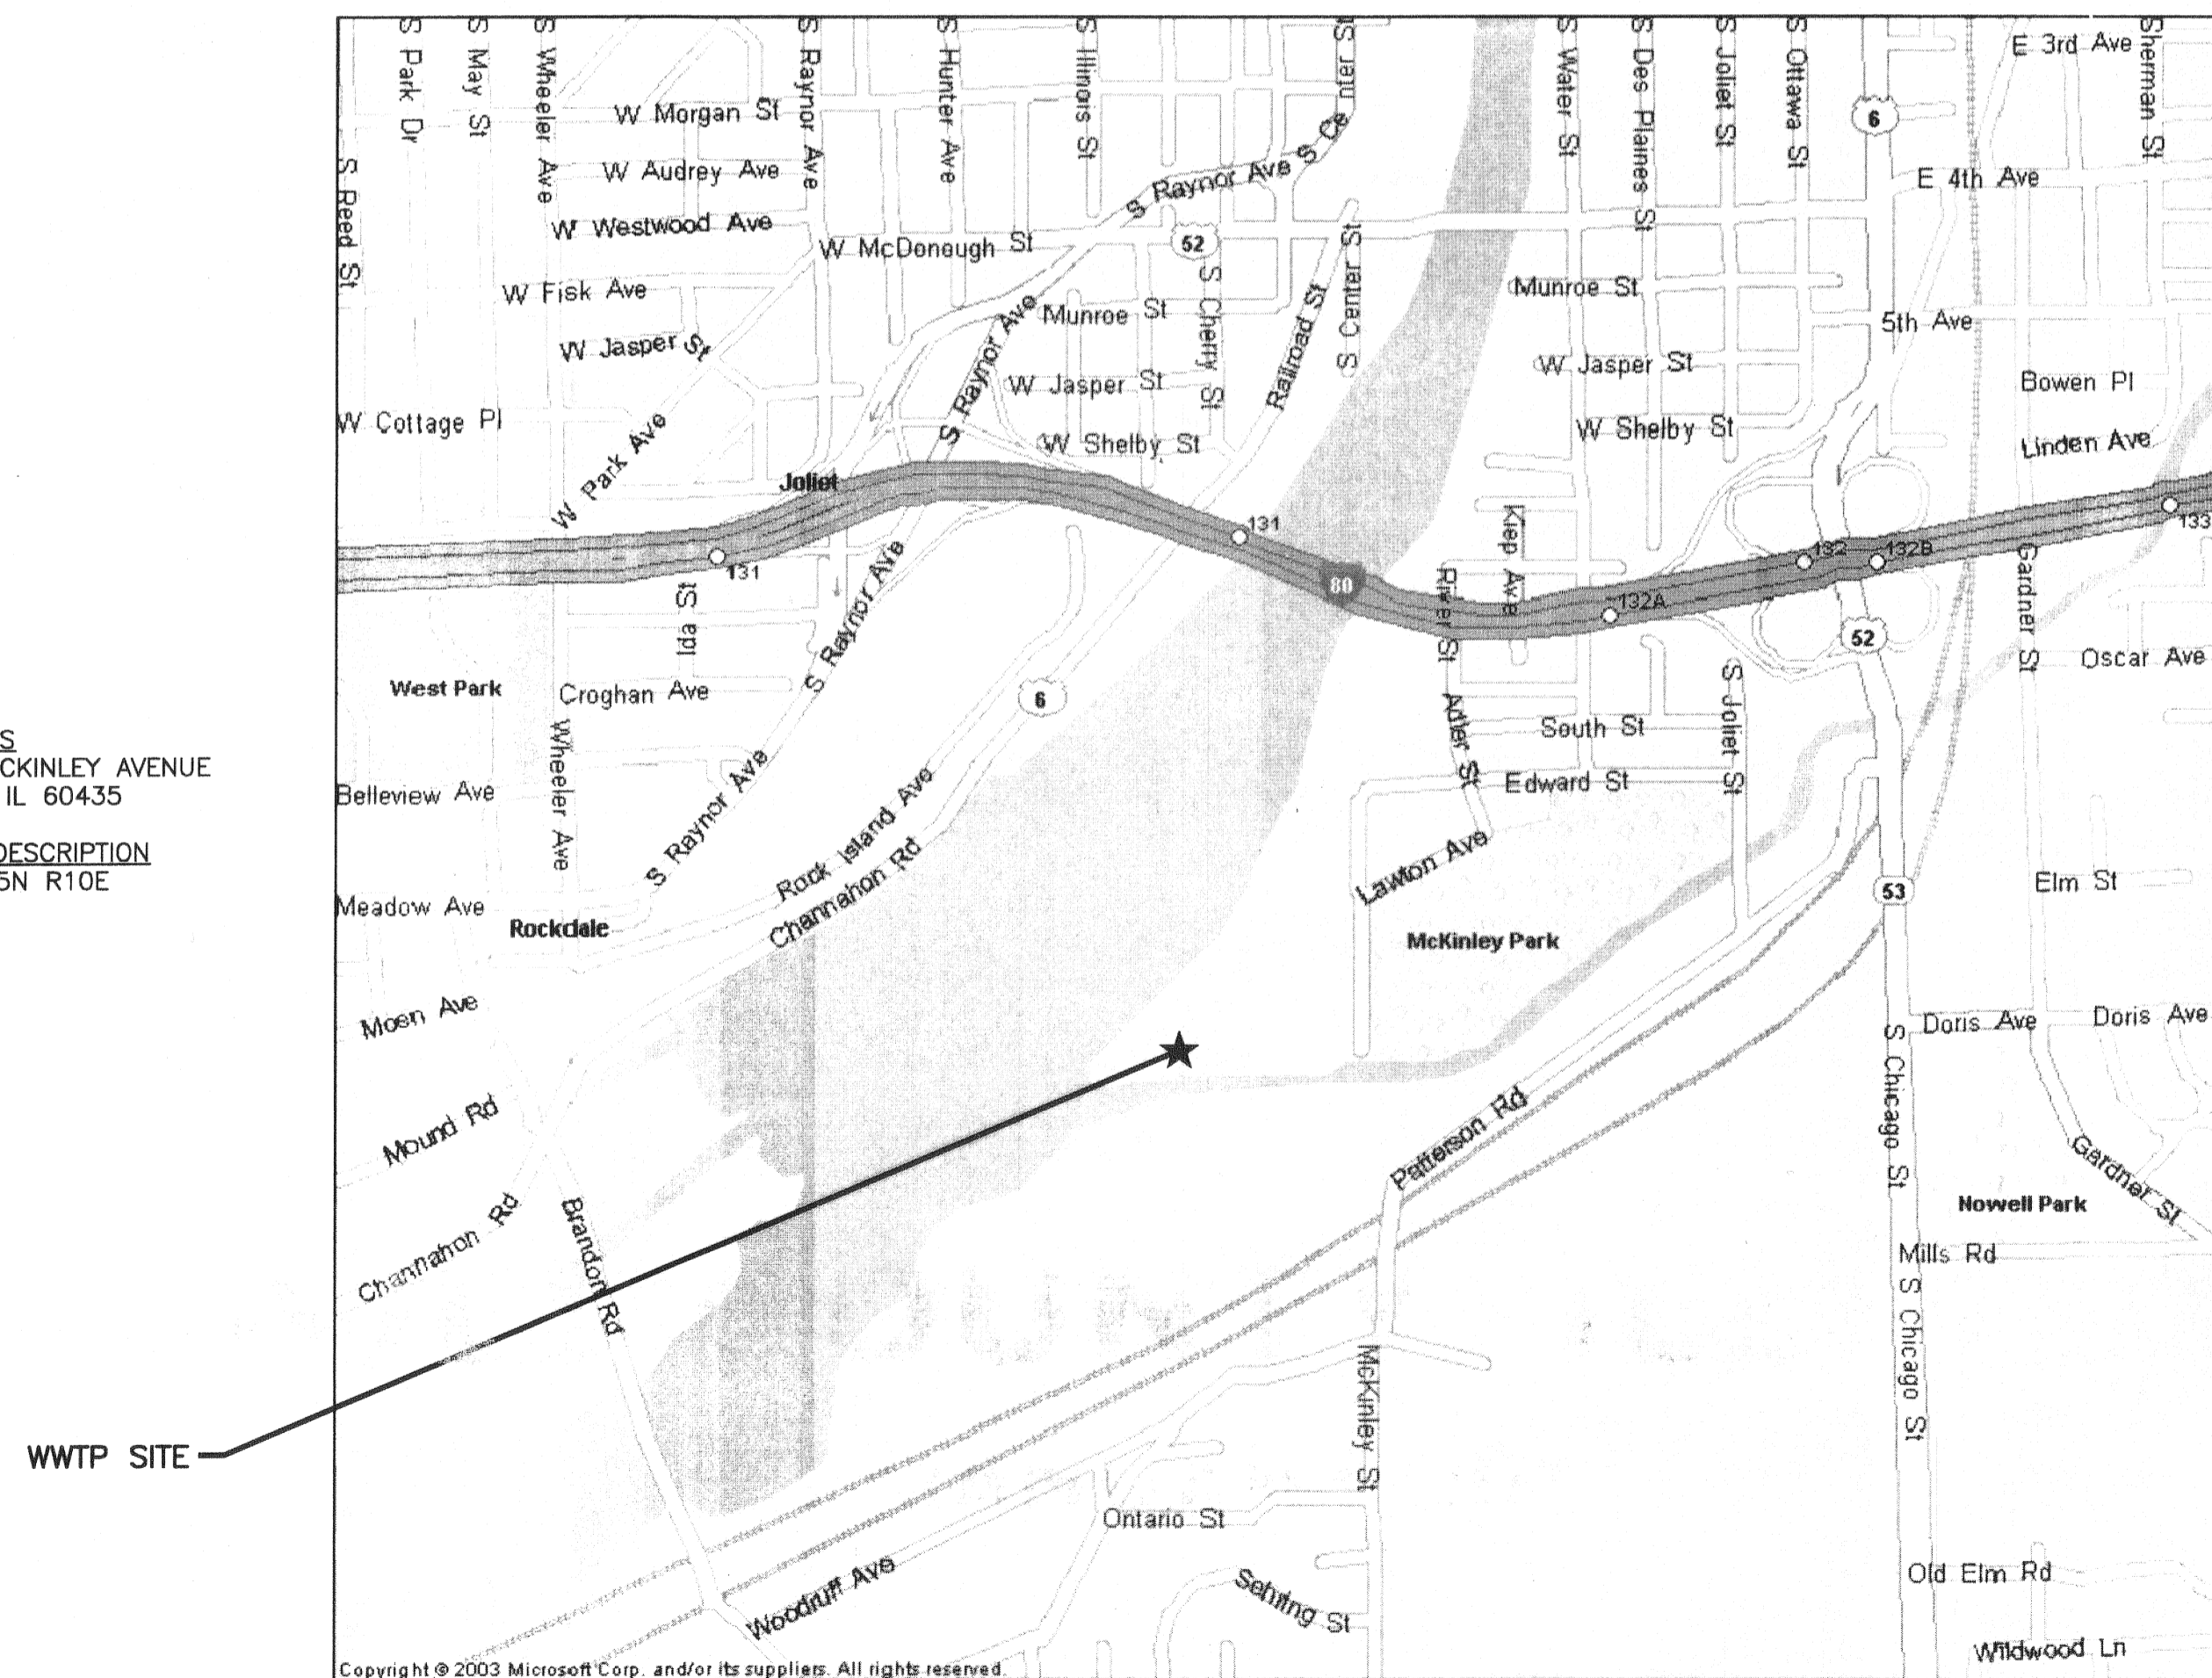 S Park Dr
S May St
S Wheeler Ave
S Raynor Ave
S Hunter Ave
S Illinois St
S Center St
S Water St
S Des Plaines St
S Joliet St
S Ottawa St
6
E 3rd Ave
Sherman St
W Morgan St
W Audrey Ave
S Raynor Ave
E 4th Ave
S Reed St
W Westwood Ave
W McDonough St
52
S Cherry St
S Center St
W Fisk Ave
Munroe St
Railroad St
Munroe St
5th Ave
W Jasper St
S Raynor Ave
W Jasper St
W Jasper St
Bowen Pl
W Cottage Pl
W Park Ave
W Shelby St
W Shelby St
Linden Ave
Joliet
131
131
80
River St
Kiep Ave
132A
132
132B
133
Gardner St
Ida St
S Raynor Ave
52
Oscar Ave
West Park
Croghan Ave
6
Adler St
South St
S Joliet St
S
CKINLEY AVENUE
IL 60435
Belleview Ave
Wheeler Ave
S Raynor Ave
Rock Island Ave
Channahon Rd
Edward St
Lawton Ave
DESCRIPTION
5N R10E
Meadow Ave
Rockdale
McKinley Park
53
Elm St
Moen Ave
S Chicago St
Doris Ave
Doris Ave
Mound Rd
Patterson Rd
Gardner St
Channahon Rd
Brandon Rd
Nowell Park
Mills Rd
S Chicago St
McKinley St
WWTP SITE
Ontario St
Woodruff Ave
Sehring St
Old Elm Rd
Wildwood Ln
Copyright © 2003 Microsoft Corp. and/or its suppliers. All rights reserved.